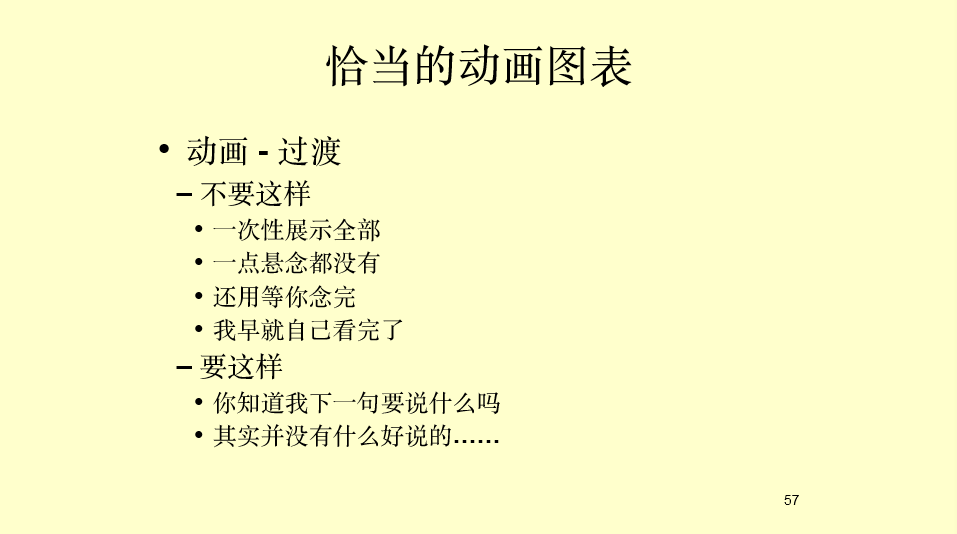 恰当的动画图表
• 动画 - 过渡
– 不要这样
• 一次性展示全部
• 一点悬念都没有
• 还用等你念完
• 我早就自己看完了
– 要这样
• 你知道我下一句要说什么吗
• 其实并没有什么好说的……
57